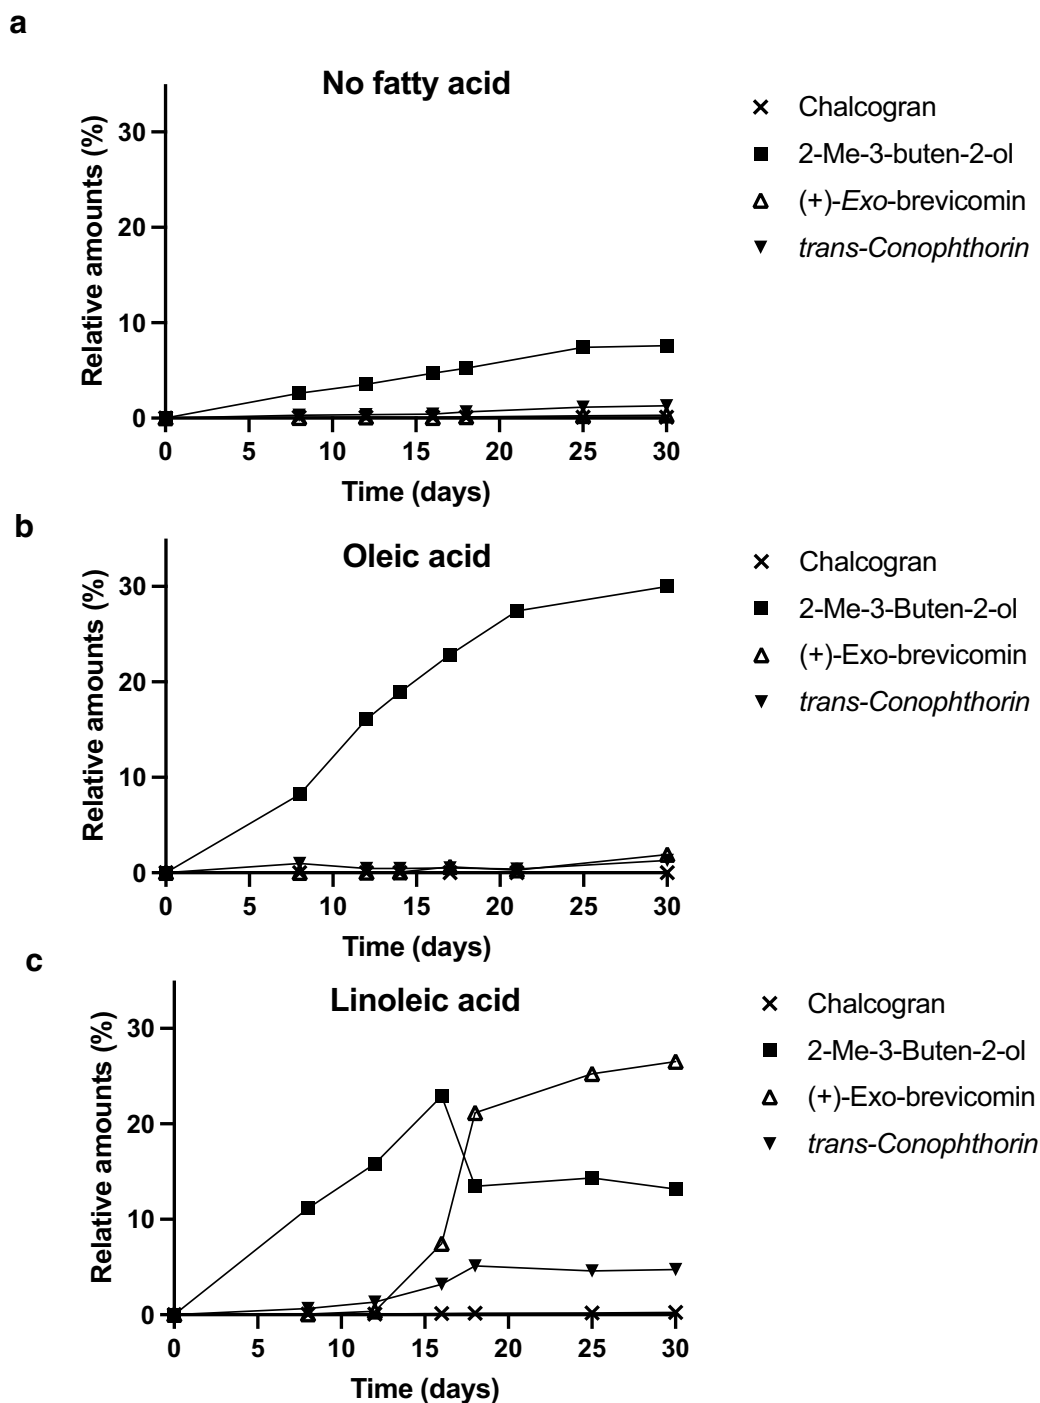 a
No fatty acid
Relative amounts (%)
30
20
10
0
0 5 10 15 20 25 30
Time (days)
Chalcogran
2-Me-3-buten-2-ol
(+)-Exo-brevicomin
trans-Conophthorin
b
Oleic acid
Relative amounts (%)
30
20
10
0
0 5 10 15 20 25 30
Time (days)
Chalcogran
2-Me-3-Buten-2-ol
(+)-Exo-brevicomin
trans-Conophthorin
c
Linoleic acid
Relative amounts (%)
30
20
10
0
0 5 10 15 20 25 30
Time (days)
Chalcogran
2-Me-3-Buten-2-ol
(+)-Exo-brevicomin
trans-Conophthorin